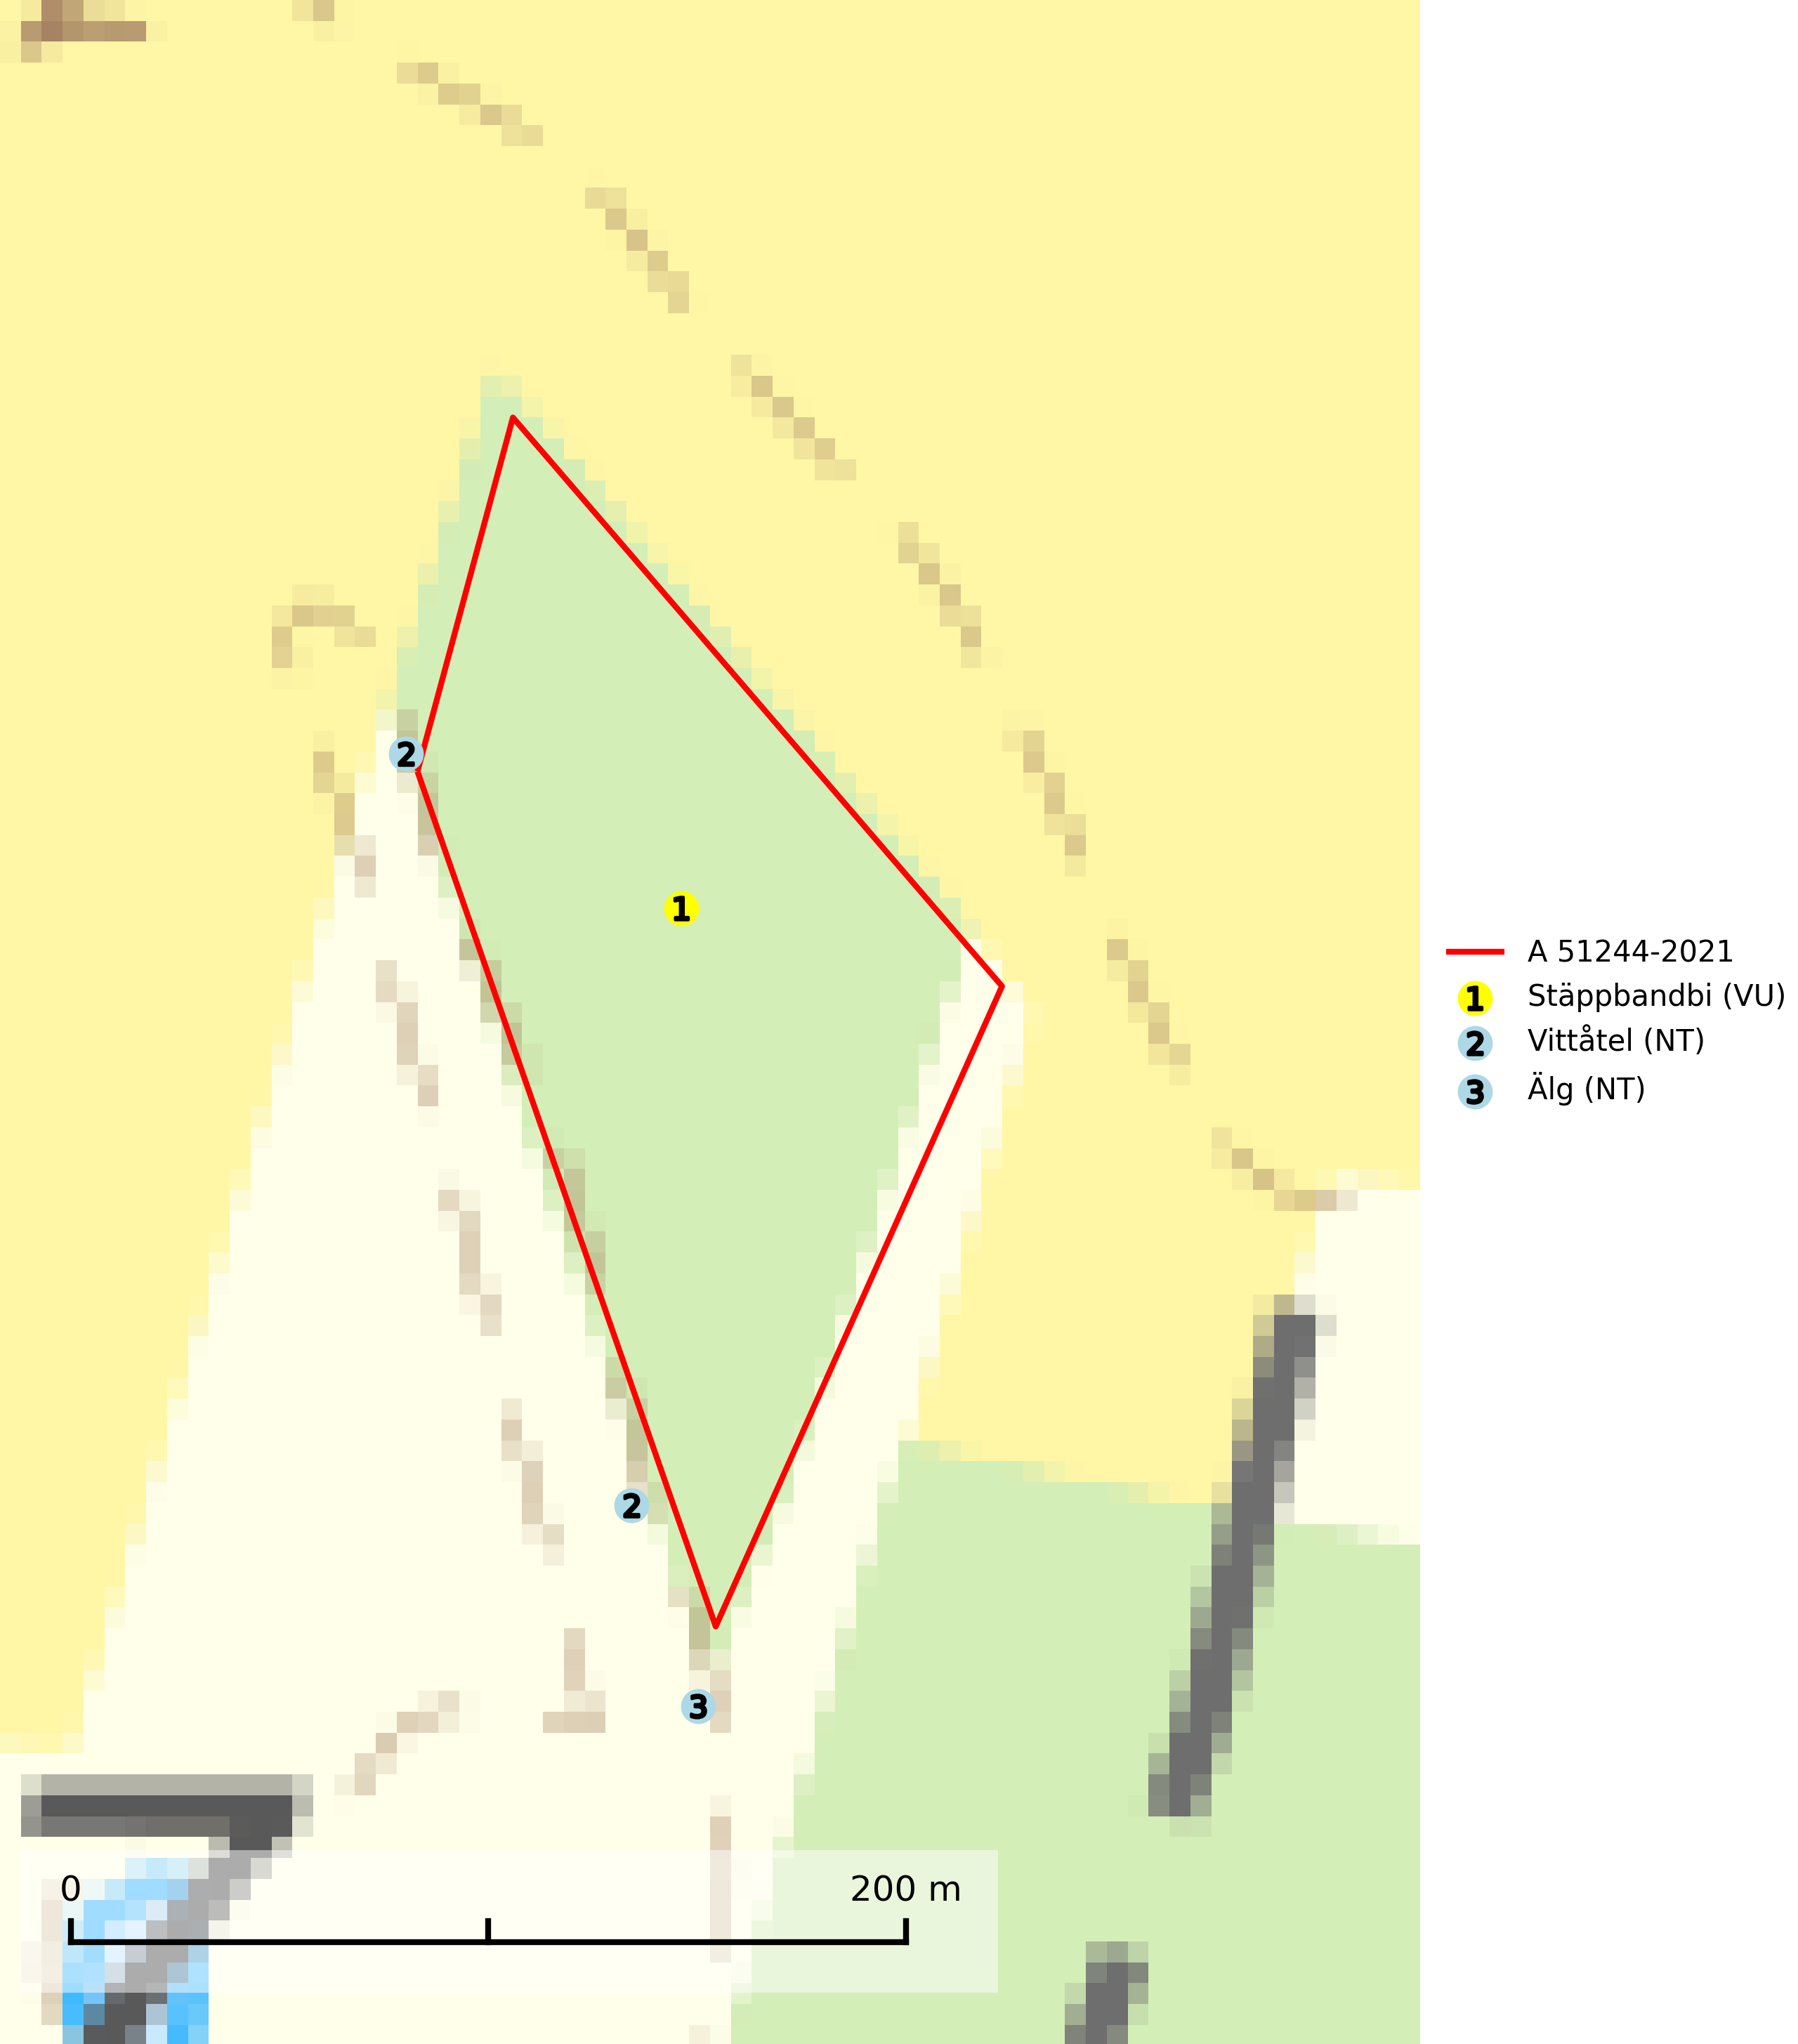 2
1
2
3
0 200 m
A 51244-2021
1 Stäppbandbi (VU)
2 Vittåtel (NT)
3 Älg (NT)